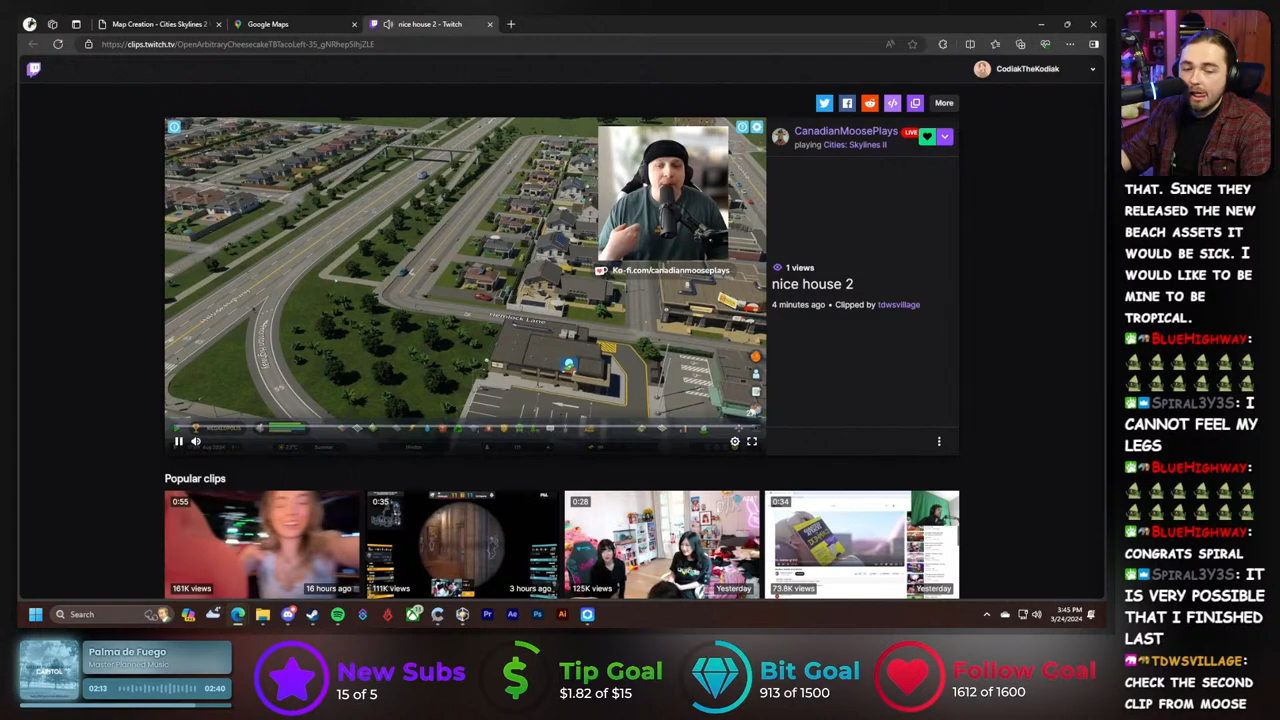 Map Creation - Cities Skylines 2
Google Maps
nice house 2 - Twitch
https://clips.twitch.tv/OpenArbitraryCheesecakeTBTacoLeft-35_gNRhep5IhjZLE
CodiakTheKodiak
More
CanadianMoosePlays
LIVE
playing Cities: Skylines II
Ko-fi.com/canadianmooseplays
1 views
nice house 2
4 minutes ago • Clipped by tdwsvillage
Hemlock Lane
Popular clips
0:55
161K views
16 hours ago
0:35
111K views
3 hours ago
0:28
125K views
Yesterday
0:34
73.8K views
Yesterday
Search
3:45 PM
3/24/2024
THAT. SINCE THEY
RELEASED THE NEW
BEACH ASSETS IT
WOULD BE SICK. I
WOULD LIKE TO BE
MINE TO BE
TROPICAL.
BLUEHIGHWAY:
SPIRAL3Y3S: I
CANNOT FEEL MY
LEGS
BLUEHIGHWAY:
BLUEHIGHWAY:
CONGRATS SPIRAL
SPIRAL3Y3S: IT
IS VERY POSSIBLE
THAT I FINISHED
LAST
TDWSVILLAGE:
CHECK THE SECOND
CLIP FROM MOOSE
CAPITOL
Palma de Fuego
Master Planned Music
02:13
02:40
New Subs
15 of 5
Tip Goal
$1.82 of $15
Bit Goal
913 of 1500
Follow Goal
1612 of 1600